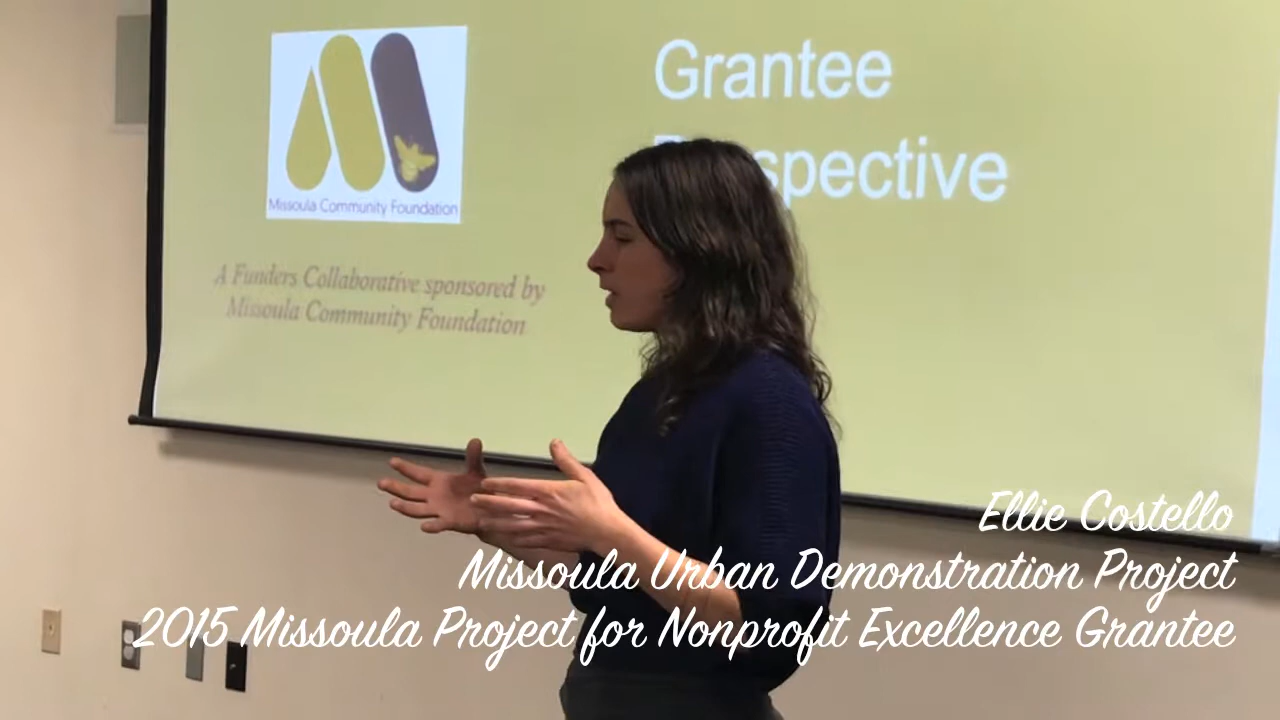 Grantee
spective
Missoula Community Foundation
A Funders Collaborative sponsored by
Missoula Community Foundation
Ellie Costello
Missoula Urban Demonstration Project
2015 Missoula Project for Nonprofit Excellence Grantee